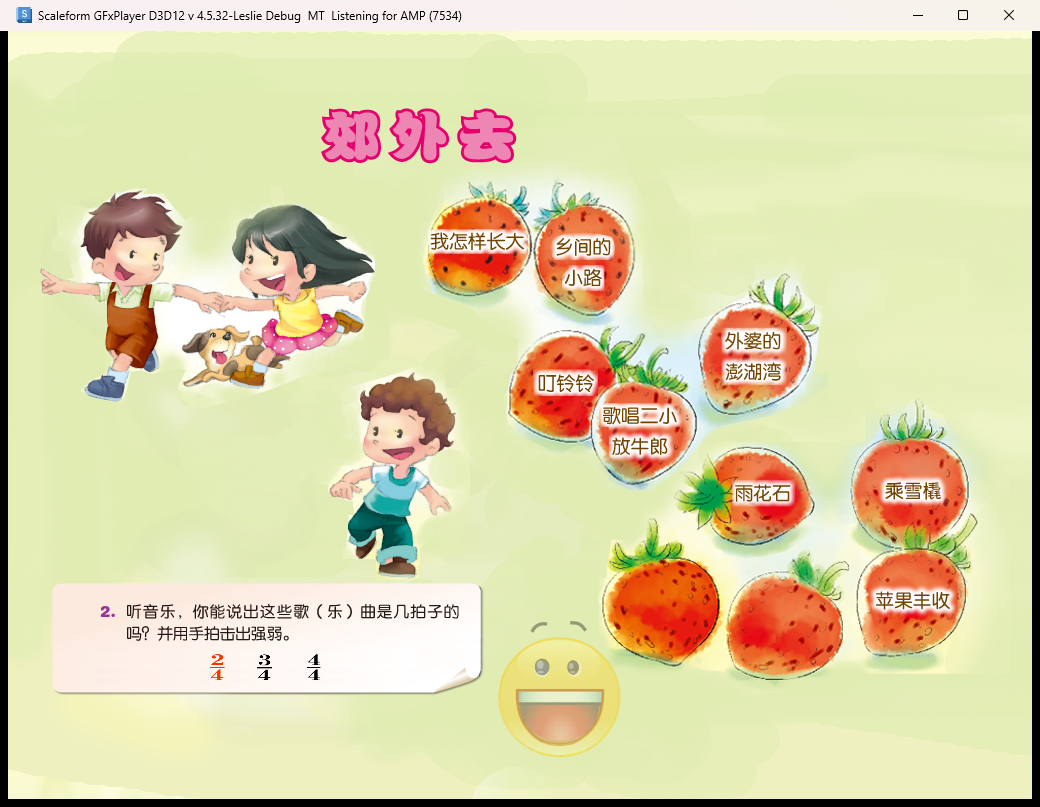 Scaleform GFxPlayer D3D12 v 4.5.32-Leslie Debug MT Listening for AMP (7534)
郊外去
我怎样长大
乡间的
小路
外婆的
澎湖湾
叮铃铃
歌唱二小
放牛郎
雨花石
乘雪橇
苹果丰收
2. 听音乐，你能说出这些歌（乐）曲是几拍子的
吗？并用手拍击出强弱。
2/4 3/4 4/4